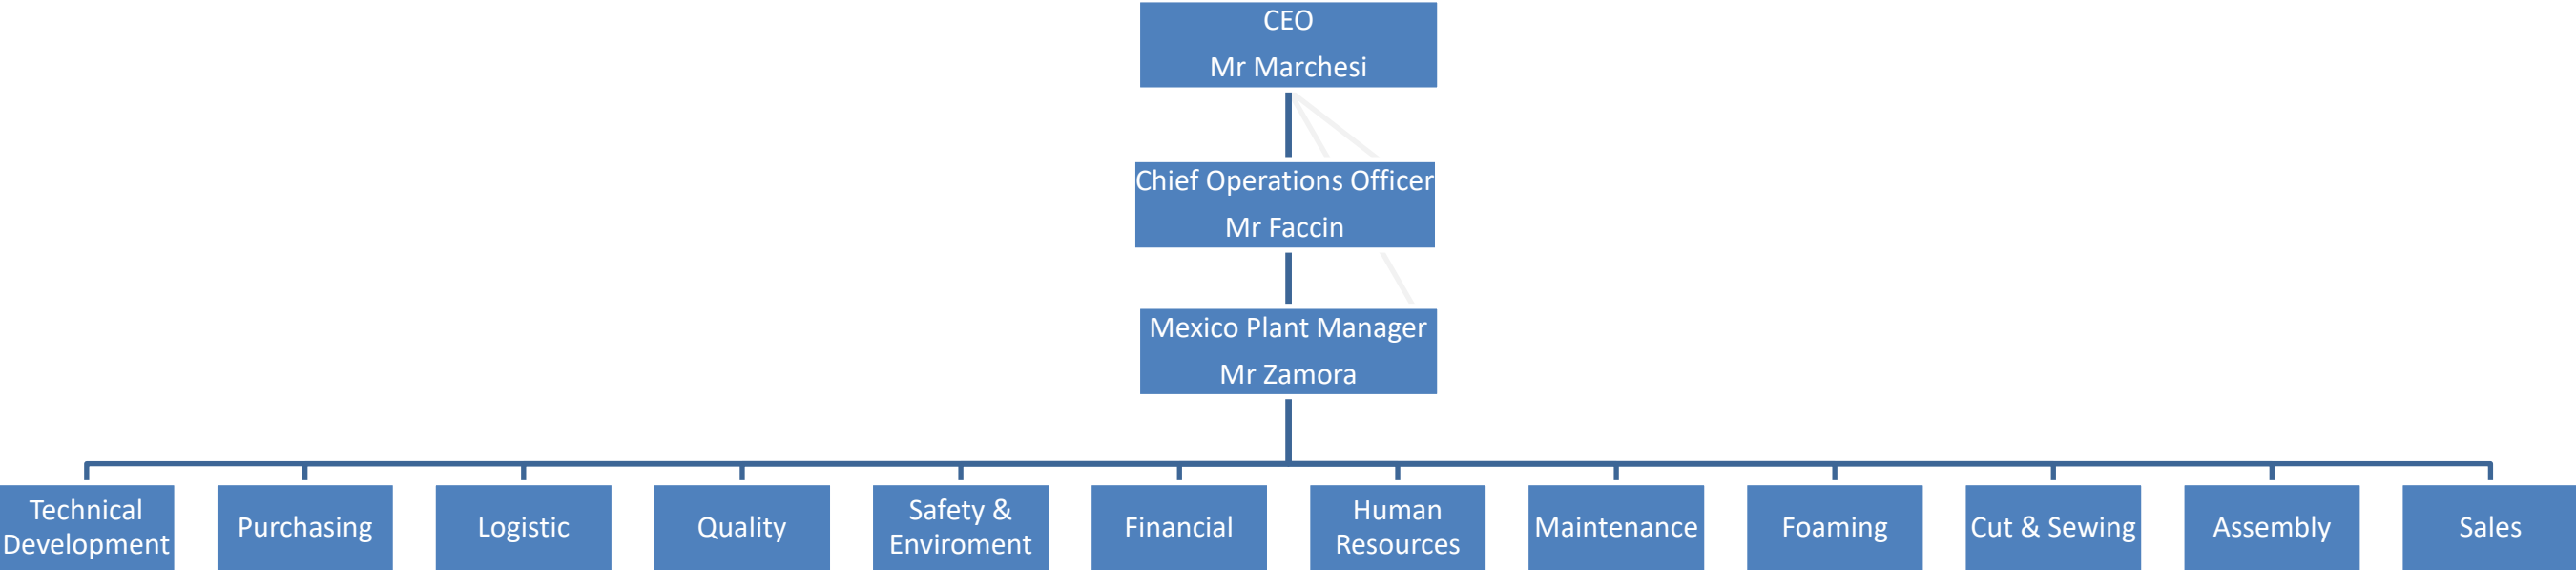 CEO
Mr Marchesi
Chief Operations Officer
Mr Faccin
Mexico Plant Manager
Mr Zamora
Technical
Development
Purchasing
Logistic
Quality
Safety &
Enviroment
Financial
Human
Resources
Maintenance
Foaming
Cut & Sewing
Assembly
Sales